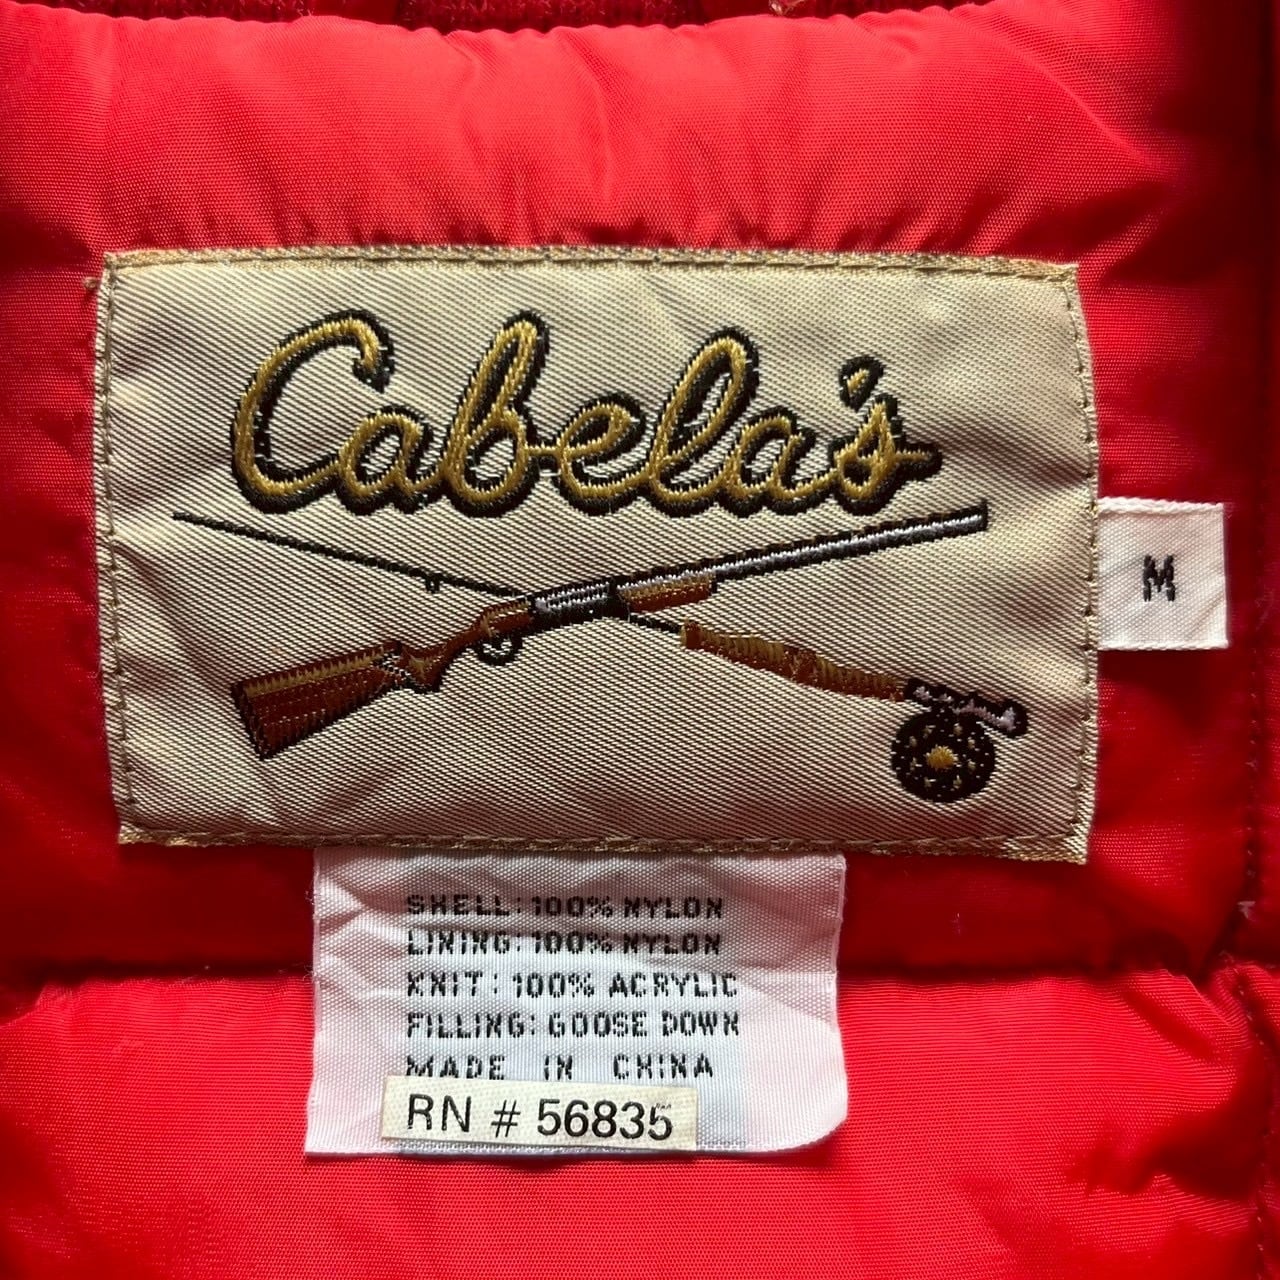 Cabela's
M
SHELL: 100% NYLON
LINING: 100% NYLON
KNIT: 100% ACRYLIC
FILLING: GOOSE DOWN
MADE IN CHINA
RN # 56835